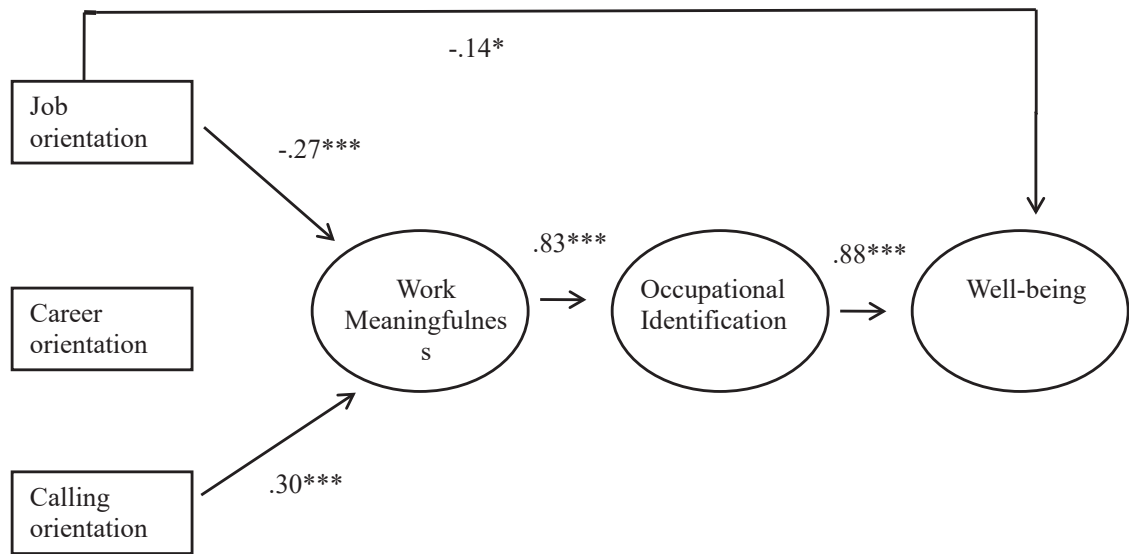 -.14*
Job
orientation
-.27***
.83***
.88***
Work
Meaningfulnes
s
Occupational
Identification
Well-being
Career
orientation
Calling
orientation
.30***